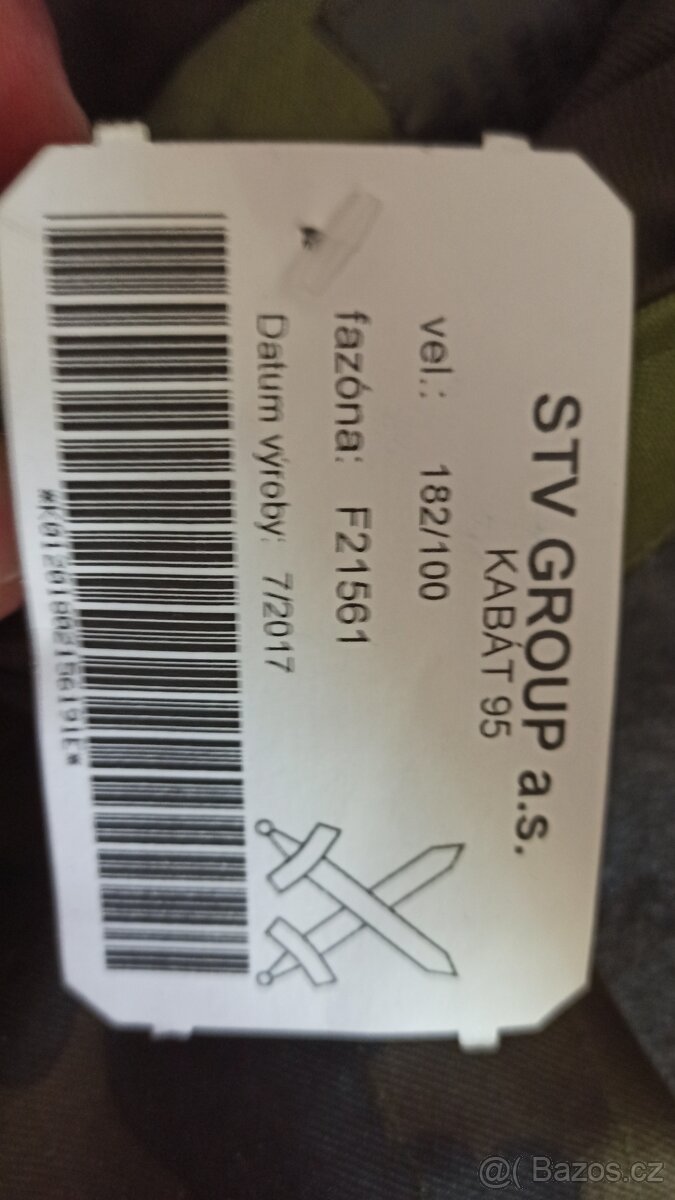 STV GROUP a.s.
KABÁT 95
vel.: 182/100
fazóna: F21561
Datum výroby: 7/2017
@( Bazos.cz